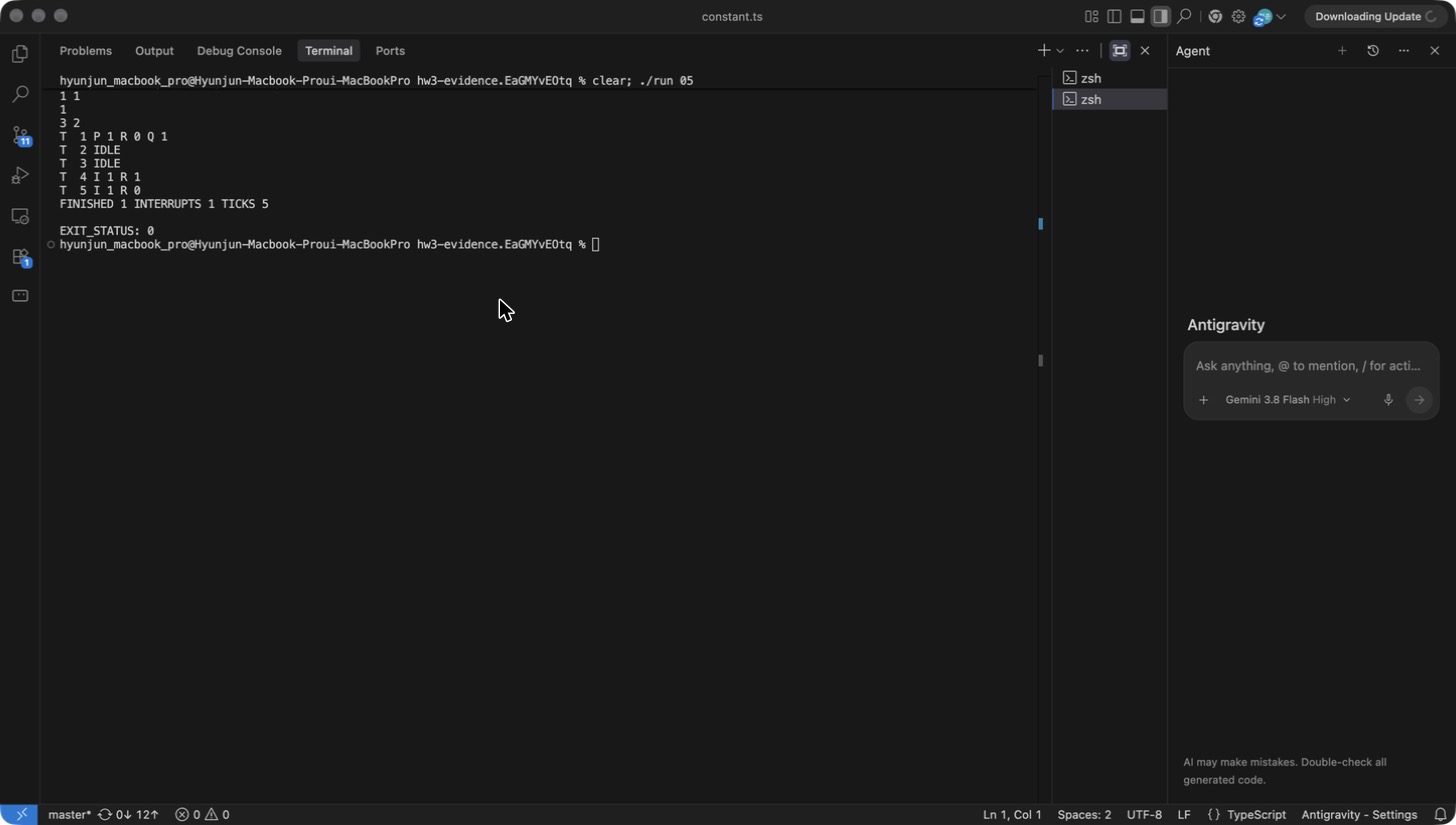 constant.ts
Downloading Update
Problems Output Debug Console Terminal Ports
Agent
hyunjun_macbook_pro@Hyunjun-Macbook-Proui-MacBookPro hw3-evidence.EaGMYvEOtq % clear; ./run 05
1 1
1
3 2
T  1 P 1 R 0 Q 1
T  2 IDLE
T  3 IDLE
T  4 I 1 R 1
T  5 I 1 R 0
FINISHED 1 INTERRUPTS 1 TICKS 5
EXIT_STATUS: 0
hyunjun_macbook_pro@Hyunjun-Macbook-Proui-MacBookPro hw3-evidence.EaGMYvEOtq %
zsh
zsh
11
1
Antigravity
Ask anything, @ to mention, / for acti...
Gemini 3.8 Flash High
AI may make mistakes. Double-check all
generated code.
master* 0↓ 12↑ 0 0
Ln 1, Col 1 Spaces: 2 UTF-8 LF {} TypeScript Antigravity - Settings